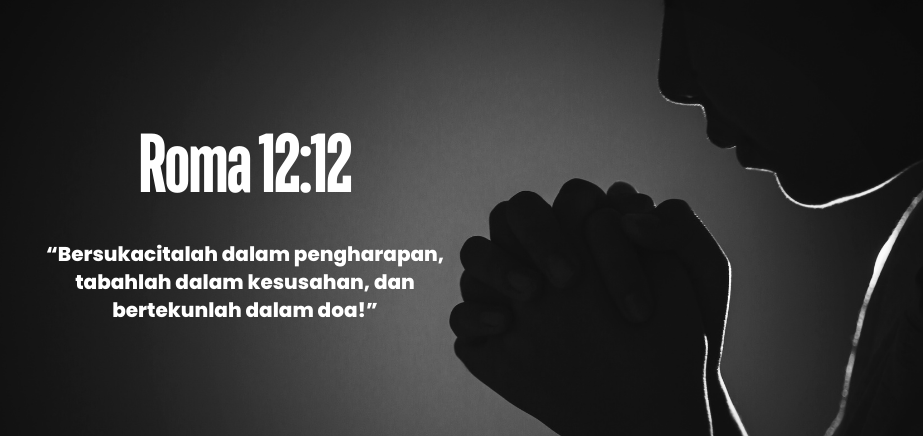 Roma 12:12
“Bersukacitalah dalam pengharapan,
tabahlah dalam kesusahan, dan
bertekunlah dalam doa!”